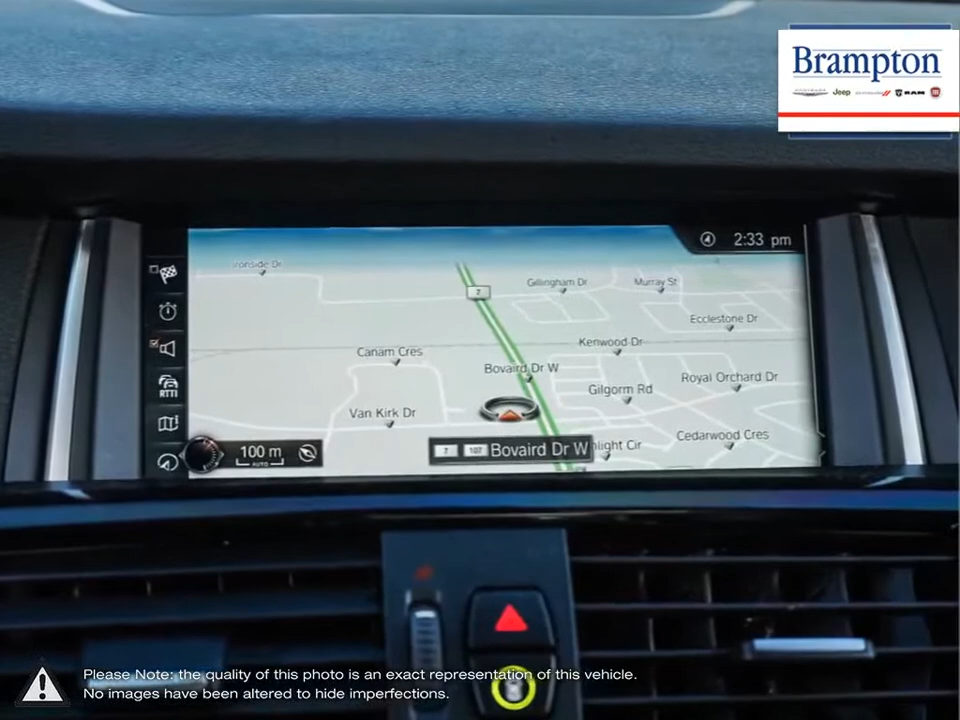 Brampton
Jeep
RAM
2:33 pm
Ironside Dr
7
Gillingham Dr
Murray St
Ecclestone Dr
Kenwood Dr
Canam Cres
Bovaird Dr W
Gilgorm Rd
Royal Orchard Dr
RTTI
Van Kirk Dr
Cedarwood Cres
light Cir
100 m
AUTO
7 107 Bovaird Dr W
Please Note: the quality of this photo is an exact representation of this vehicle.
No images have been altered to hide imperfections.